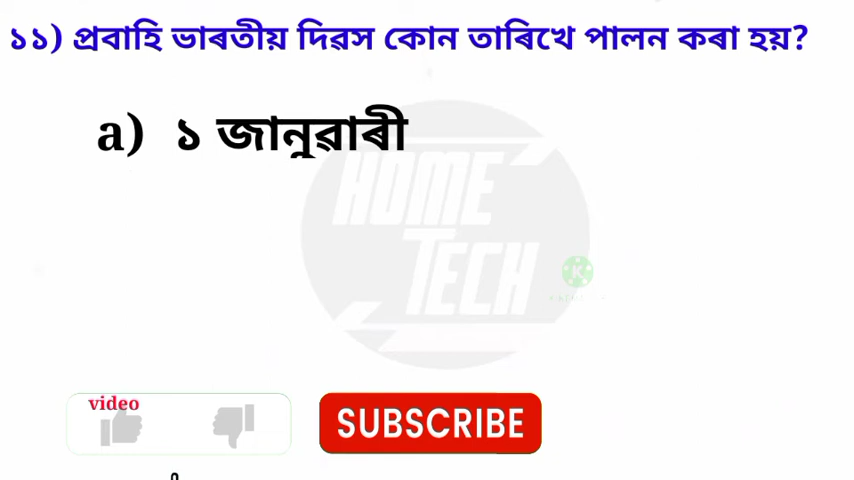 ১১) প্ৰবাহি ভাৰতীয় দিৱস কোন তাৰিখে পালন কৰা হয়?
a) ১ জানুৱাৰী
HOME
TECH
K
video
SUBSCRIBE